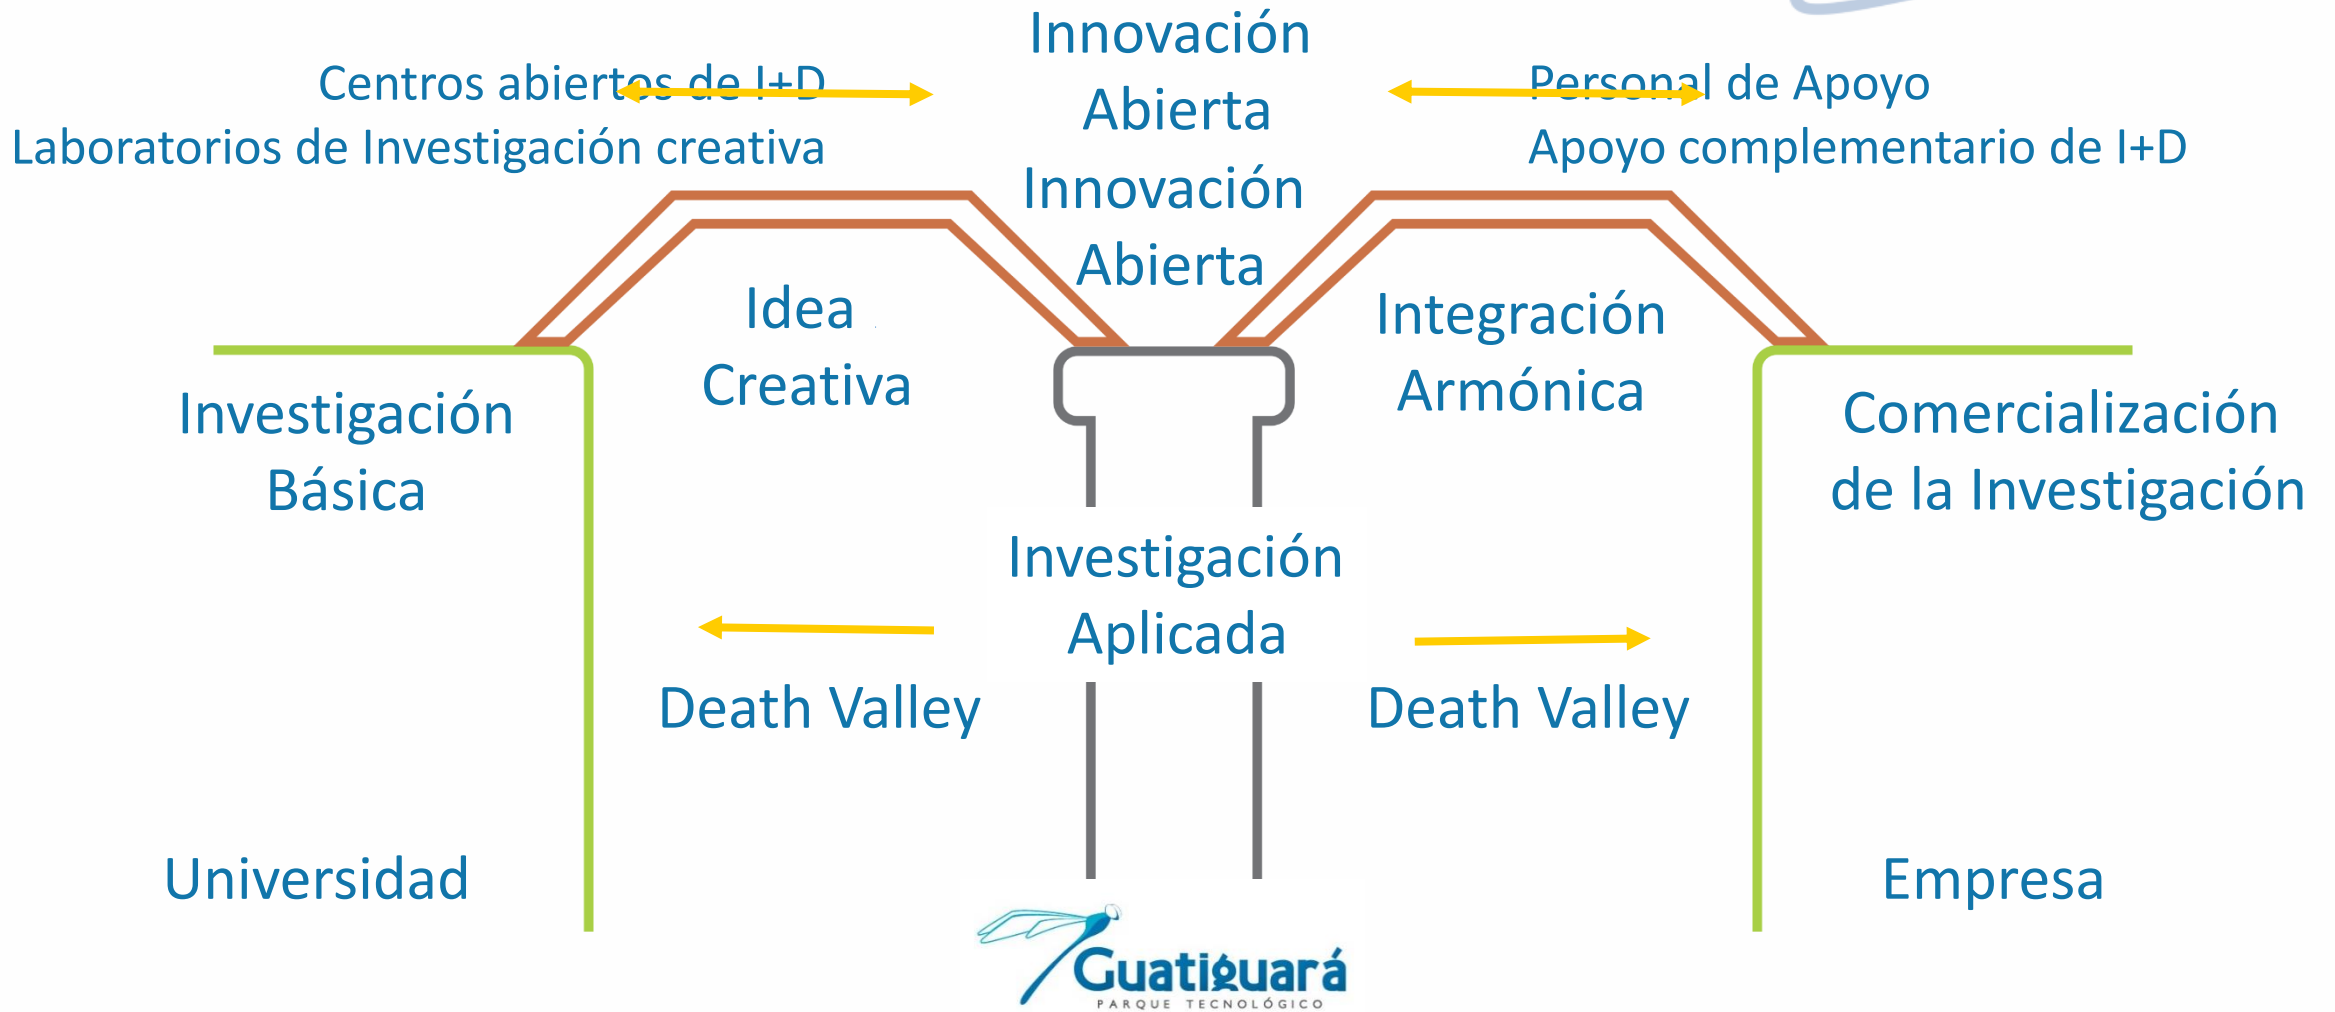 Centros abiertos de I+D
Laboratorios de Investigación creativa
Innovación
Abierta
Innovación
Abierta
Personal de Apoyo
Apoyo complementario de I+D
Idea
Creativa
Integración
Armónica
Investigación
Básica
Comercialización
de la Investigación
Investigación
Aplicada
Death Valley
Death Valley
Universidad
Empresa
Guatiguará
PARQUE TECNOLÓGICO